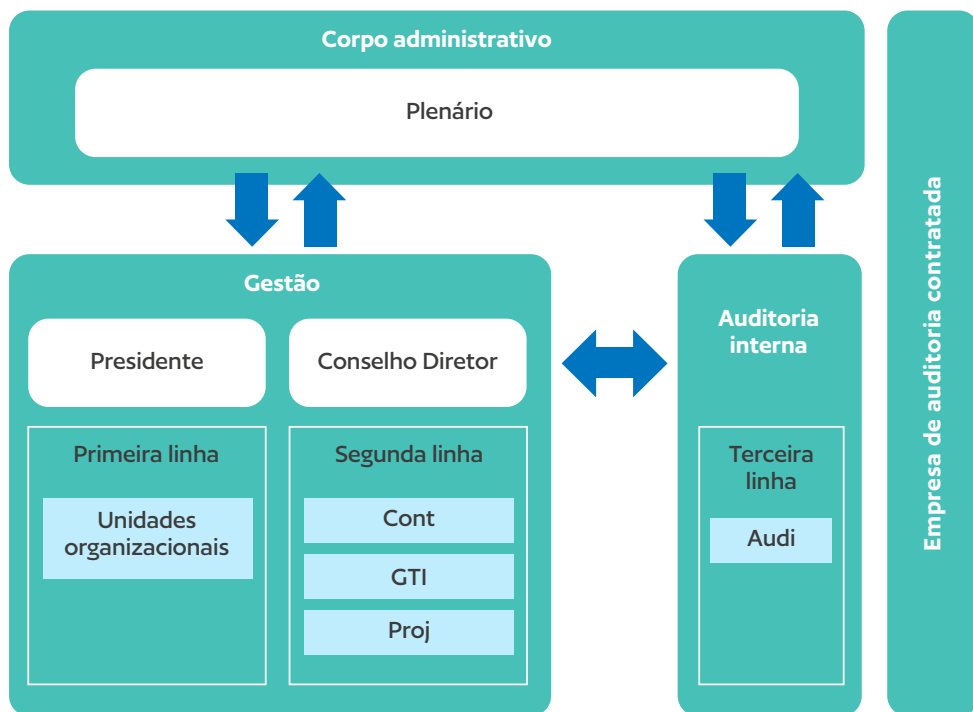 Corpo administrativo
Plenário
Gestão
Presidente
Conselho Diretor
Primeira linha
Unidades
organizacionais
Segunda linha
Cont
GTI
Proj
Auditoria
interna
Terceira
linha
Audi
Empresa de auditoria contratada